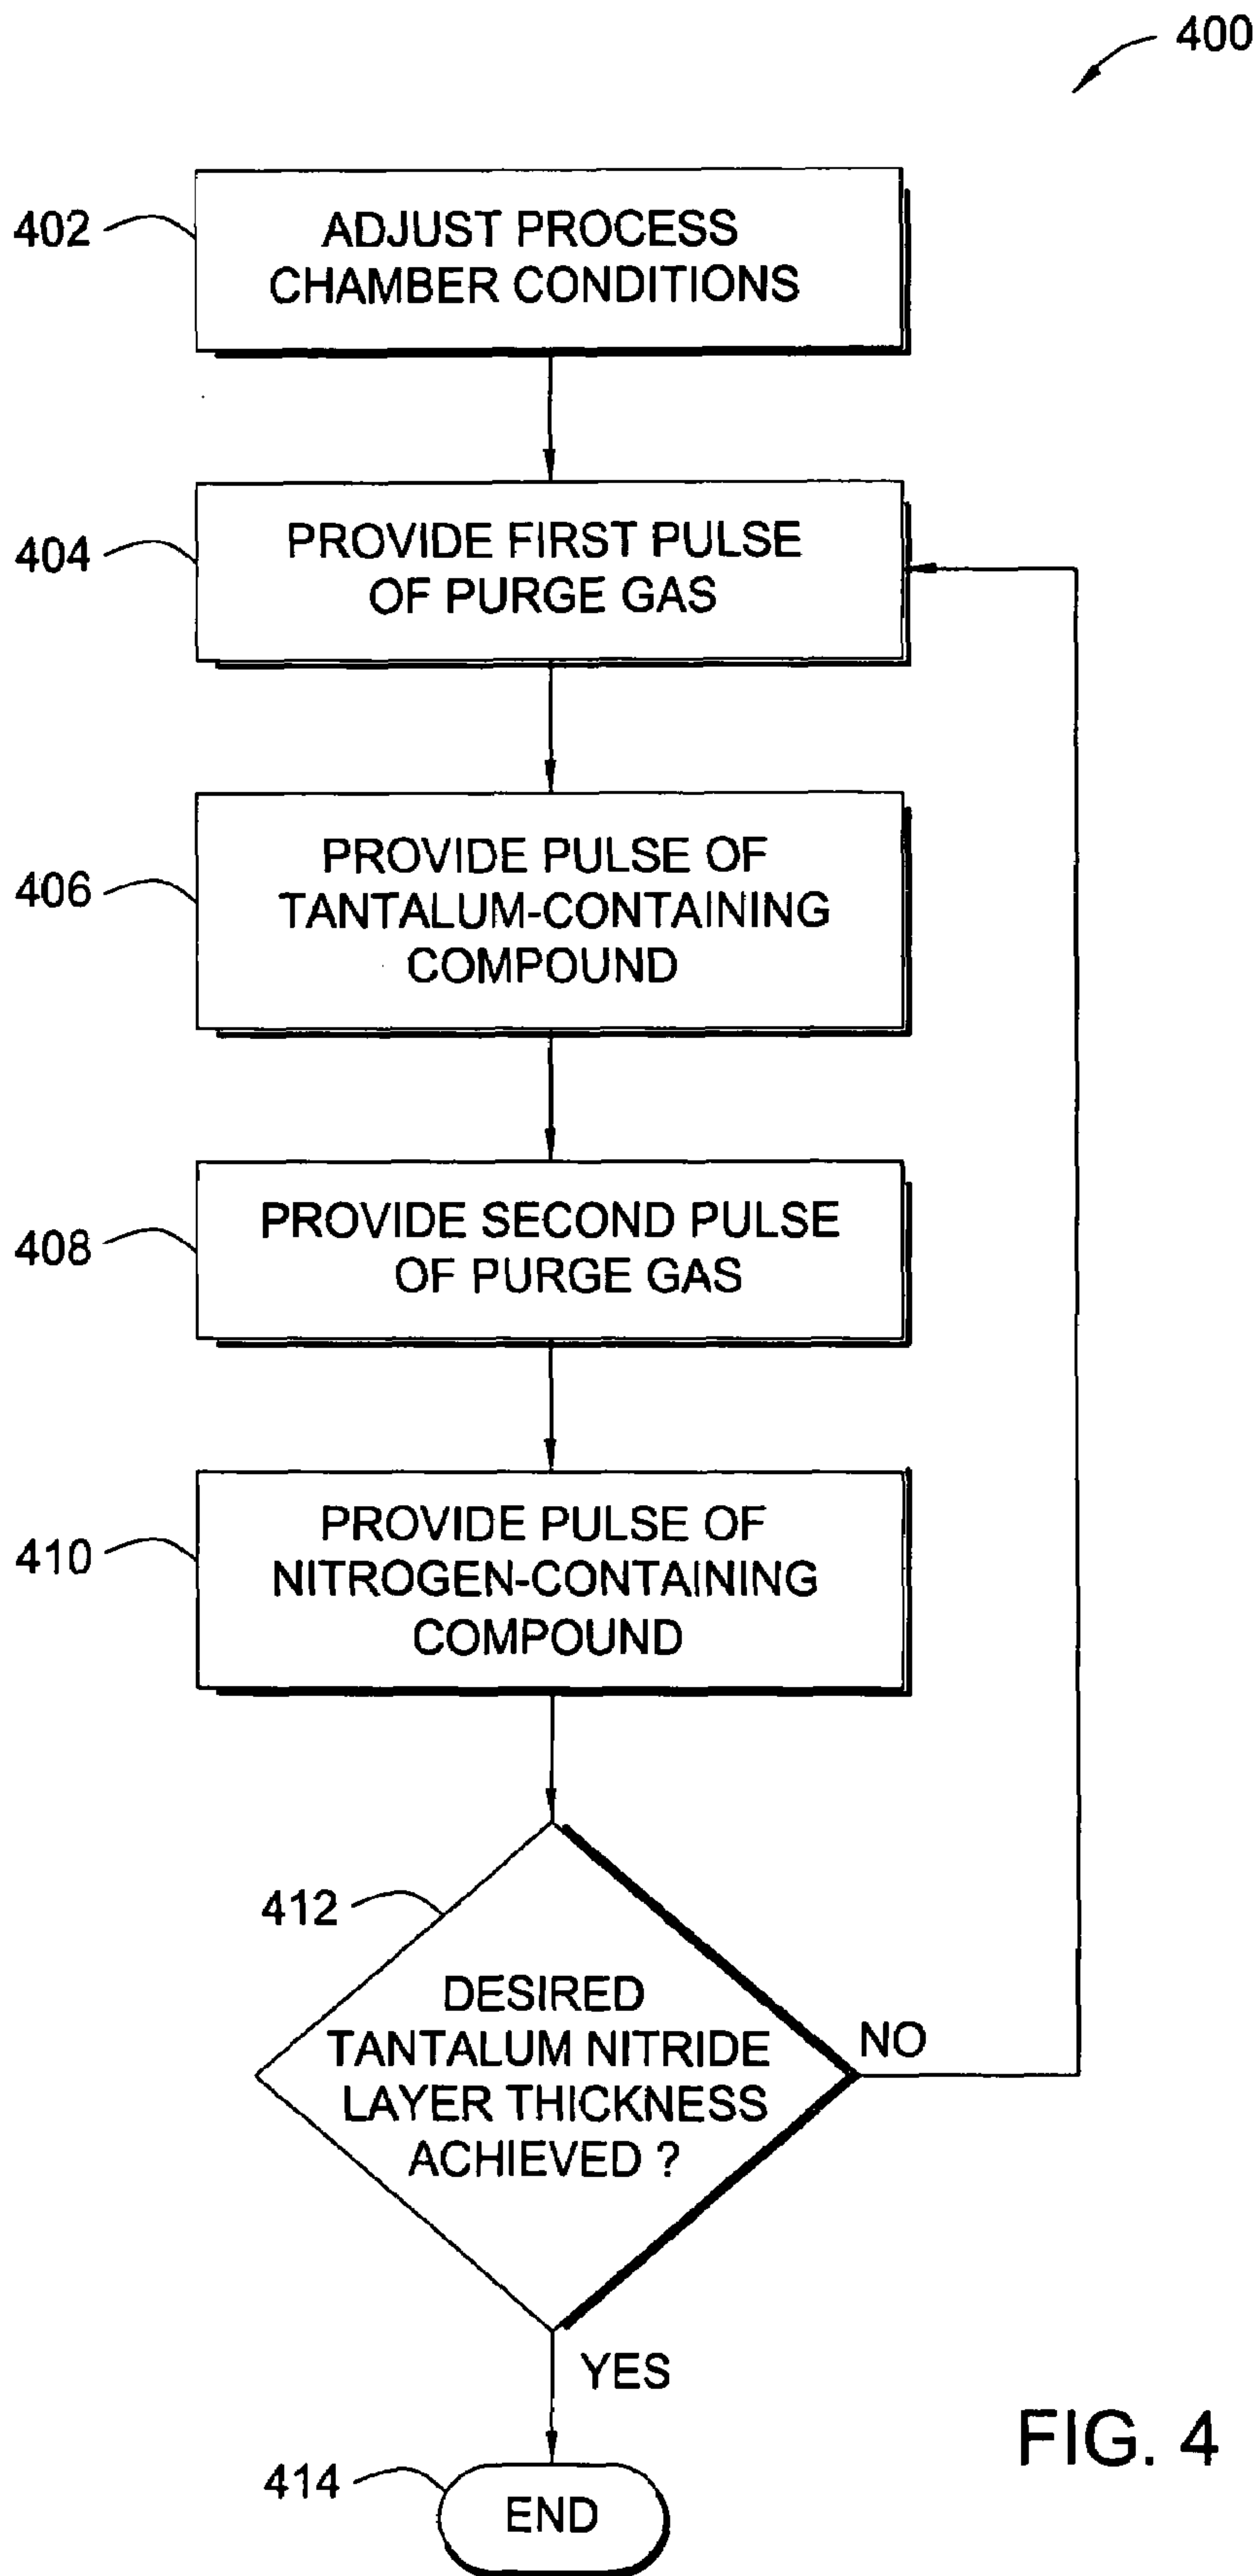 400
402
ADJUST PROCESS
CHAMBER CONDITIONS
404
PROVIDE FIRST PULSE
OF PURGE GAS
406
PROVIDE PULSE OF
TANTALUM-CONTAINING
COMPOUND
408
PROVIDE SECOND PULSE
OF PURGE GAS
410
PROVIDE PULSE OF
NITROGEN-CONTAINING
COMPOUND
412
DESIRED
TANTALUM NITRIDE
LAYER THICKNESS
ACHIEVED ?
NO
YES
414
END
FIG. 4